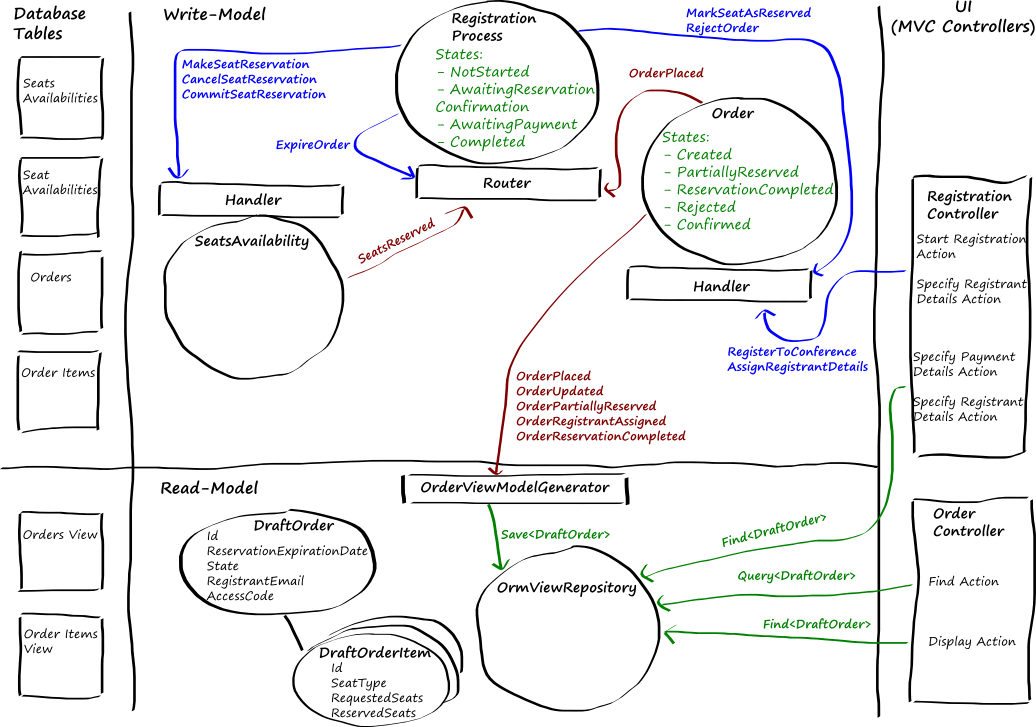 Database
Tables
Seats
Availabilities
Seat
Availabilities
Orders
Order Items
Orders View
Order Items
View
Write-Model
Registration
Process
States:
- NotStarted
- AwaitingReservation
Confirmation
- AwaitingPayment
- Completed
MakeSeatReservation
CancelSeatReservation
CommitSeatReservation
ExpireOrder
MarkSeatAsReserved
RejectOrder
OrderPlaced
Order
States:
- Created
- PartiallyReserved
- ReservationCompleted
- Rejected
- Confirmed
Router
Handler
SeatsAvailability
SeatsReserved
Handler
RegisterToConference
AssignRegistrantDetails
OrderPlaced
OrderUpdated
OrderPartiallyReserved
OrderRegistrantAssigned
OrderReservationCompleted
Read-Model
OrderViewModelGenerator
DraftOrder
Id
ReservationExpirationDate
State
RegistrantEmail
AccessCode
DraftOrderItem
Id
SeatType
RequestedSeats
ReservedSeats
Save<DraftOrder>
OrmViewRepository
Find<DraftOrder>
Query<DraftOrder>
Find<DraftOrder>
UI
(MVC Controllers)
Registration
Controller
Start Registration
Action
Specify Registrant
Details Action
Specify Payment
Details Action
Specify Registrant
Details Action
Order
Controller
Find Action
Display Action